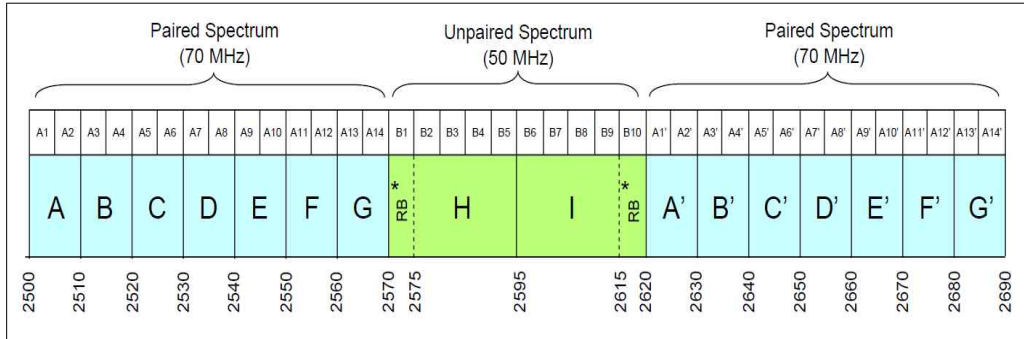 Paired Spectrum
(70 MHz)
Unpaired Spectrum
(50 MHz)
Paired Spectrum
(70 MHz)
A1 A2 A3 A4 A5 A6 A7 A8 A9 A10 A11 A12 A13 A14 B1 B2 B3 B4 B5 B6 B7 B8 B9 B10 A1' A2' A3' A4' A5' A6' A7' A8' A9' A10' A11' A12' A13' A14'
A B C D E F G * RB H I * RB A' B' C' D' E' F' G'
2500 2510 2520 2530 2540 2550 2560 2570 2575 2595 2615 2620 2630 2640 2650 2660 2670 2680 2690